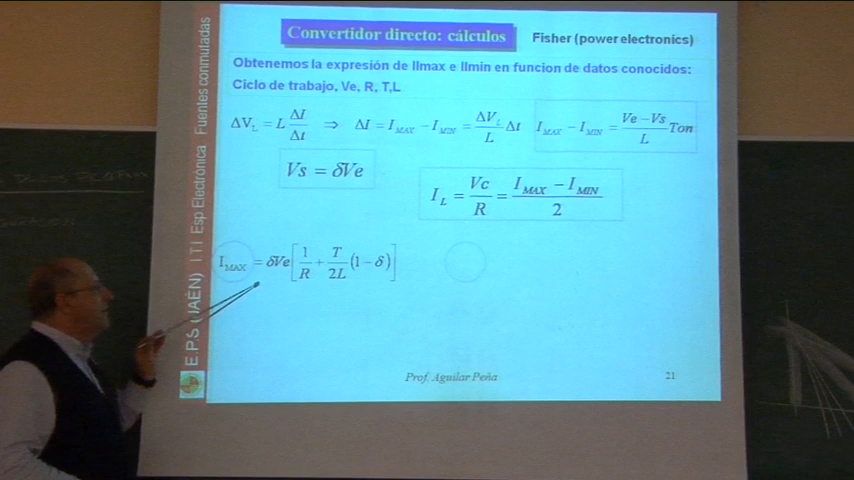 Convertidor directo: cálculos
Fisher (power electronics)
Obtenemos la expresión de IImax e IImin en funcion de datos conocidos:
Ciclo de trabajo, Ve, R, T,L
ΔV_L = L ΔI/Δt ⇒ ΔI = I_MAX − I_MIN = ΔV_L/L Δt
I_MAX − I_MIN = (Ve − Vs)/L Ton
Vs = δVe
I_L = Vc/R = (I_MAX − I_MIN)/2
I_MAX = δVe[1/R + T/2L (1 − δ)]
Prof. Aguilar Peña
21
E.P.S (JAÉN) I T I Esp Electrónica Fuentes conmutadas